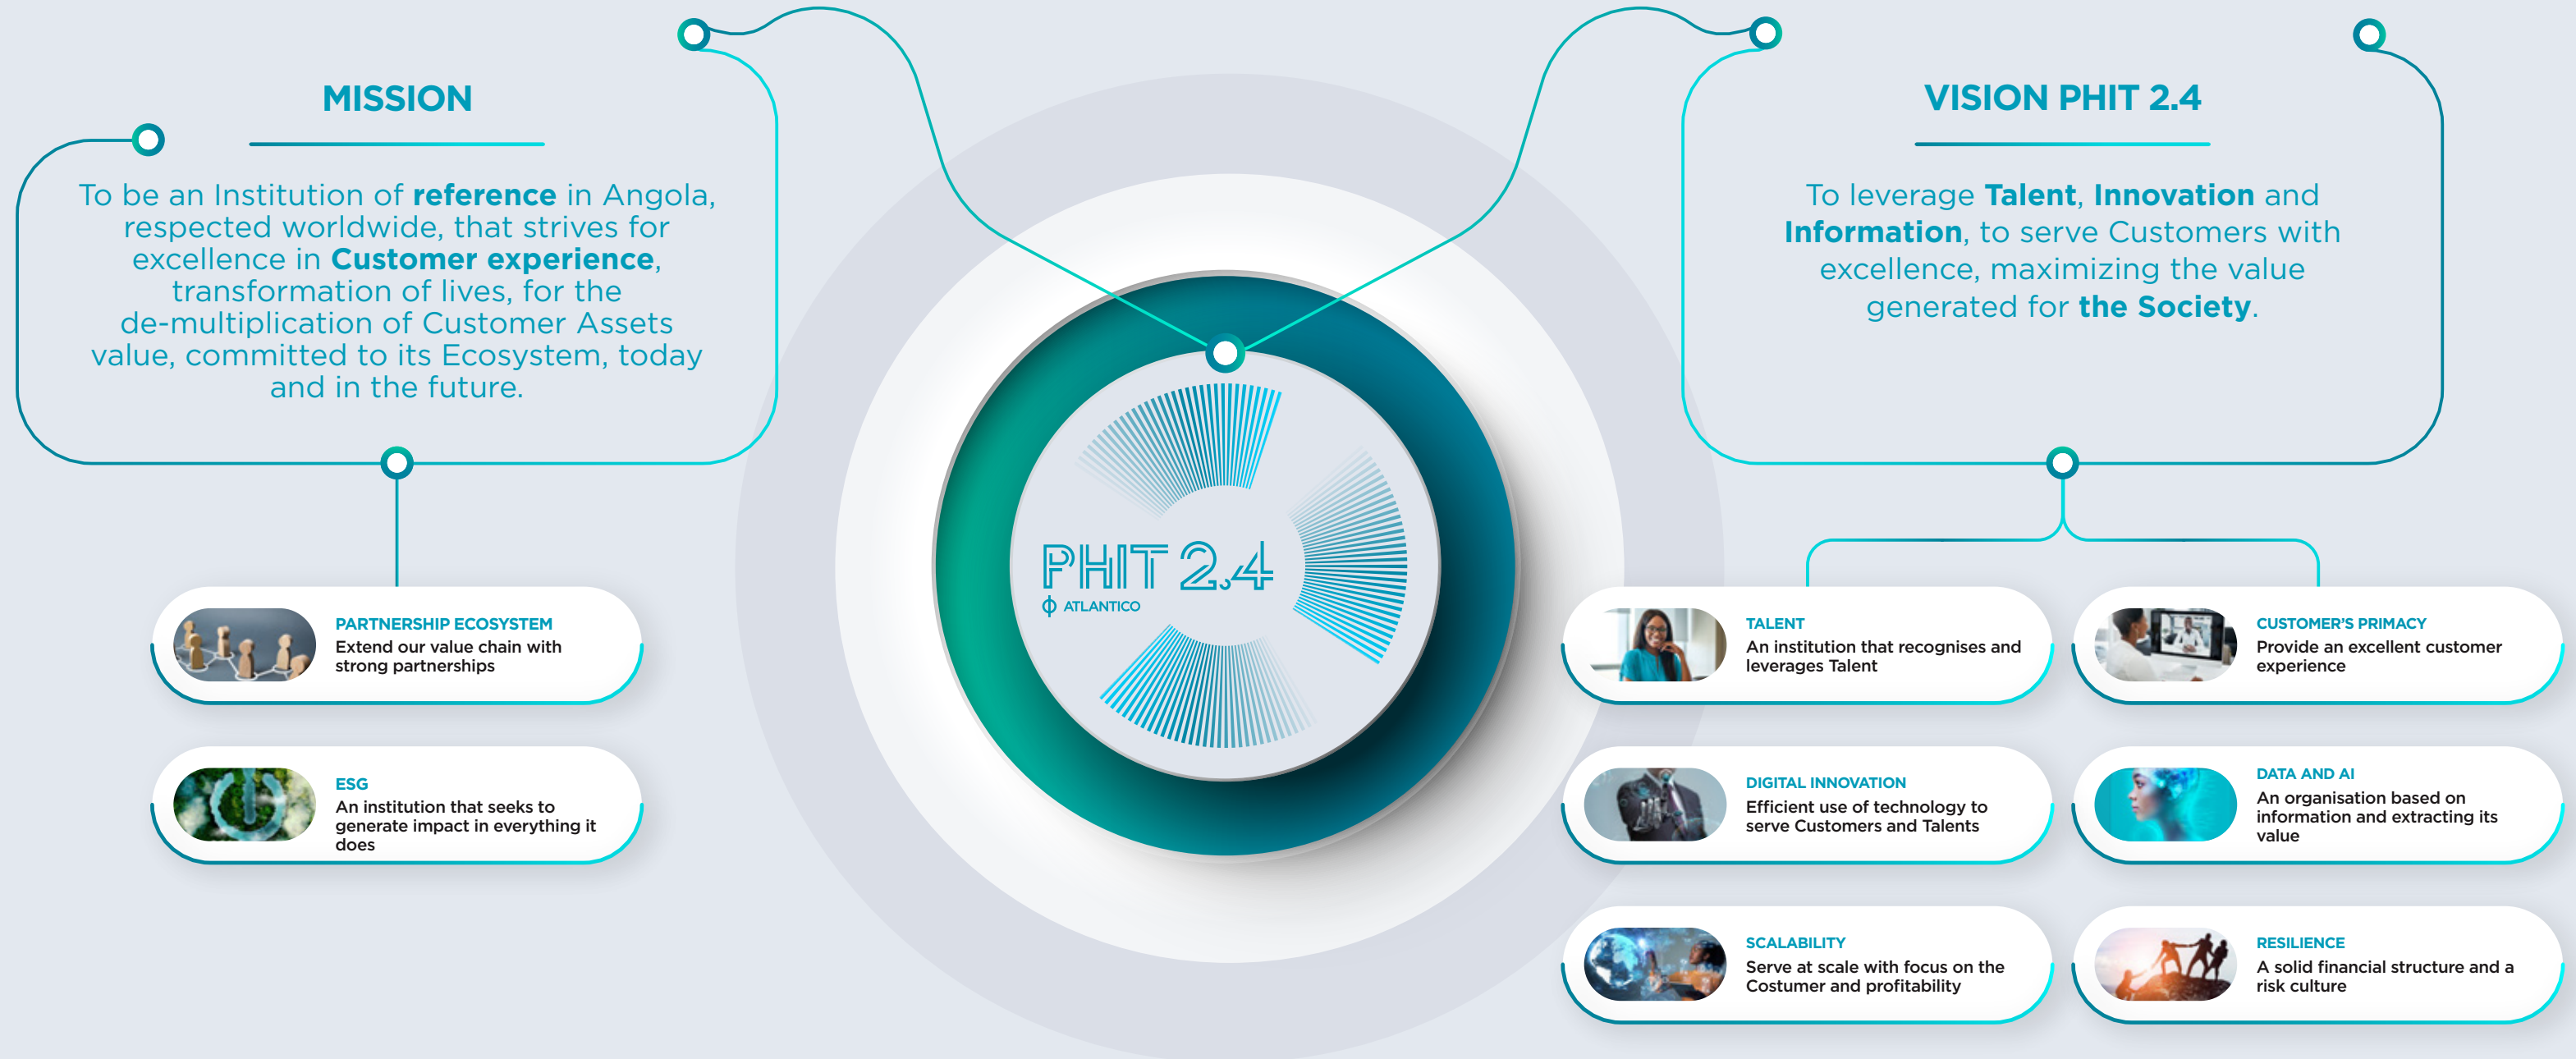 MISSION
To be an Institution of reference in Angola,
respected worldwide, that strives for
excellence in Customer experience,
transformation of lives, for the
de-multiplication of Customer Assets
value, committed to its Ecosystem, today
and in the future.
PARTNERSHIP ECOSYSTEM
Extend our value chain with
strong partnerships
ESG
An institution that seeks to
generate impact in everything it
does
PHIT 2.4
ATLANTICO
VISION PHIT 2.4
To leverage Talent, Innovation and
Information, to serve Customers with
excellence, maximizing the value
generated for the Society.
TALENT
An institution that recognises and
leverages Talent
CUSTOMER’S PRIMACY
Provide an excellent customer
experience
DIGITAL INNOVATION
Efficient use of technology to
serve Customers and Talents
DATA AND AI
An organisation based on
information and extracting its
value
SCALABILITY
Serve at scale with focus on the
Costumer and profitability
RESILIENCE
A solid financial structure and a
risk culture